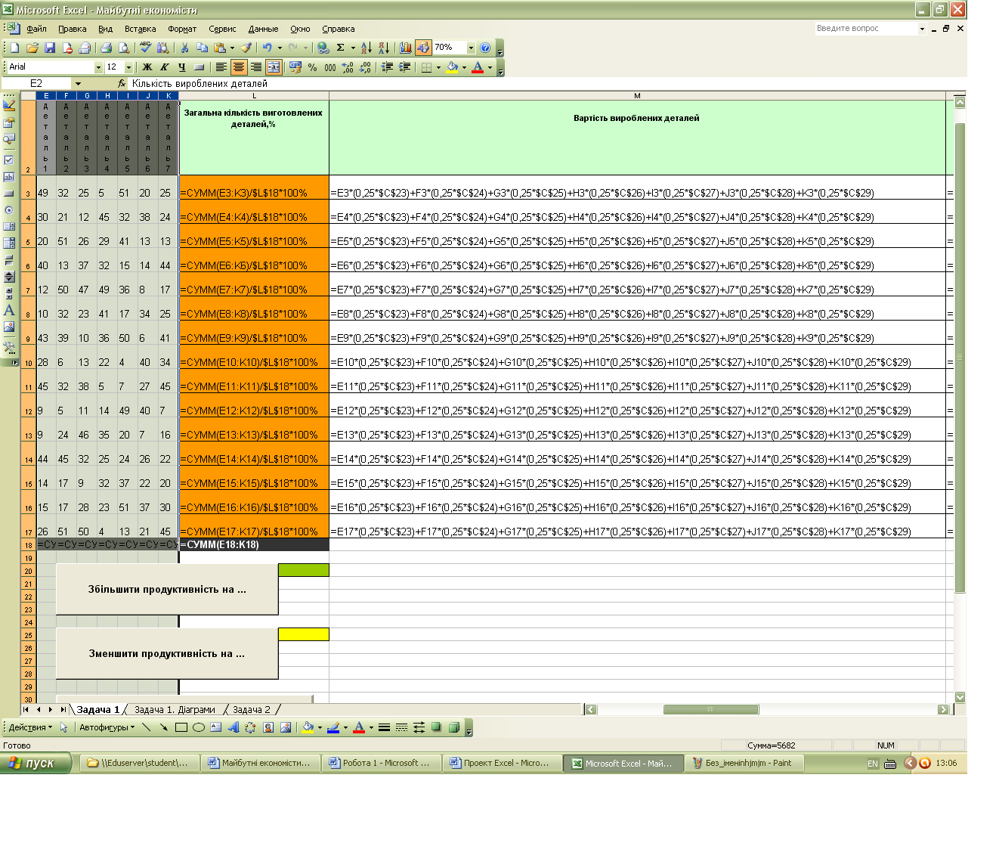 Microsoft Excel - Майбутні економісти
Файл Правка Вид Вставка Формат Сервис Данные Окно Справка Введите вопрос
70%
Arial 12 Ж К Ч % 000
E2 fx Кількість вироблених деталей
E F G H I J K L M
2 деталь 1 деталь 2 деталь 3 деталь 4 деталь 5 деталь 6 деталь 7 Загальна кількість виготовлених деталей,% Вартість вироблених деталей
3 49 32 25 5 51 20 25 =СУММ(E3:K3)/$L$18*100% =E3*(0,25*$C$23)+F3*(0,25*$C$24)+G3*(0,25*$C$25)+H3*(0,25*$C$26)+I3*(0,25*$C$27)+J3*(0,25*$C$28)+K3*(0,25*$C$29) =
4 30 21 12 45 32 38 24 =СУММ(E4:K4)/$L$18*100% =E4*(0,25*$C$23)+F4*(0,25*$C$24)+G4*(0,25*$C$25)+H4*(0,25*$C$26)+I4*(0,25*$C$27)+J4*(0,25*$C$28)+K4*(0,25*$C$29) =
5 20 51 26 29 41 13 13 =СУММ(E5:K5)/$L$18*100% =E5*(0,25*$C$23)+F5*(0,25*$C$24)+G5*(0,25*$C$25)+H5*(0,25*$C$26)+I5*(0,25*$C$27)+J5*(0,25*$C$28)+K5*(0,25*$C$29) =
6 40 13 37 32 15 14 44 =СУММ(E6:K6)/$L$18*100% =E6*(0,25*$C$23)+F6*(0,25*$C$24)+G6*(0,25*$C$25)+H6*(0,25*$C$26)+I6*(0,25*$C$27)+J6*(0,25*$C$28)+K6*(0,25*$C$29) =
7 12 50 47 49 36 8 17 =СУММ(E7:K7)/$L$18*100% =E7*(0,25*$C$23)+F7*(0,25*$C$24)+G7*(0,25*$C$25)+H7*(0,25*$C$26)+I7*(0,25*$C$27)+J7*(0,25*$C$28)+K7*(0,25*$C$29) =
8 10 32 23 41 17 34 25 =СУММ(E8:K8)/$L$18*100% =E8*(0,25*$C$23)+F8*(0,25*$C$24)+G8*(0,25*$C$25)+H8*(0,25*$C$26)+I8*(0,25*$C$27)+J8*(0,25*$C$28)+K8*(0,25*$C$29) =
9 43 39 10 36 50 6 41 =СУММ(E9:K9)/$L$18*100% =E9*(0,25*$C$23)+F9*(0,25*$C$24)+G9*(0,25*$C$25)+H9*(0,25*$C$26)+I9*(0,25*$C$27)+J9*(0,25*$C$28)+K9*(0,25*$C$29) =
10 28 6 13 22 4 40 34 =СУММ(E10:K10)/$L$18*100% =E10*(0,25*$C$23)+F10*(0,25*$C$24)+G10*(0,25*$C$25)+H10*(0,25*$C$26)+I10*(0,25*$C$27)+J10*(0,25*$C$28)+K10*(0,25*$C$29) =
11 45 32 38 5 7 27 45 =СУММ(E11:K11)/$L$18*100% =E11*(0,25*$C$23)+F11*(0,25*$C$24)+G11*(0,25*$C$25)+H11*(0,25*$C$26)+I11*(0,25*$C$27)+J11*(0,25*$C$28)+K11*(0,25*$C$29) =
12 9 5 11 14 49 40 7 =СУММ(E12:K12)/$L$18*100% =E12*(0,25*$C$23)+F12*(0,25*$C$24)+G12*(0,25*$C$25)+H12*(0,25*$C$26)+I12*(0,25*$C$27)+J12*(0,25*$C$28)+K12*(0,25*$C$29) =
13 9 24 46 35 20 7 16 =СУММ(E13:K13)/$L$18*100% =E13*(0,25*$C$23)+F13*(0,25*$C$24)+G13*(0,25*$C$25)+H13*(0,25*$C$26)+I13*(0,25*$C$27)+J13*(0,25*$C$28)+K13*(0,25*$C$29) =
14 44 45 32 25 24 26 22 =СУММ(E14:K14)/$L$18*100% =E14*(0,25*$C$23)+F14*(0,25*$C$24)+G14*(0,25*$C$25)+H14*(0,25*$C$26)+I14*(0,25*$C$27)+J14*(0,25*$C$28)+K14*(0,25*$C$29) =
15 14 17 9 32 37 22 20 =СУММ(E15:K15)/$L$18*100% =E15*(0,25*$C$23)+F15*(0,25*$C$24)+G15*(0,25*$C$25)+H15*(0,25*$C$26)+I15*(0,25*$C$27)+J15*(0,25*$C$28)+K15*(0,25*$C$29) =
16 15 17 28 23 51 37 30 =СУММ(E16:K16)/$L$18*100% =E16*(0,25*$C$23)+F16*(0,25*$C$24)+G16*(0,25*$C$25)+H16*(0,25*$C$26)+I16*(0,25*$C$27)+J16*(0,25*$C$28)+K16*(0,25*$C$29) =
17 26 51 50 4 13 21 45 =СУММ(E17:K17)/$L$18*100% =E17*(0,25*$C$23)+F17*(0,25*$C$24)+G17*(0,25*$C$25)+H17*(0,25*$C$26)+I17*(0,25*$C$27)+J17*(0,25*$C$28)+K17*(0,25*$C$29) =
18 =СУ =СУ =СУ =СУ =СУ =СУ =СУ =СУММ(E18:K18)
19
20
21 Збільшити продуктивність на ...
22
23
24
25
26 Зменшити продуктивність на ...
27
28
29
30
Задача 1 Задача 1. Діаграми Задача 2
Действия Автофигуры
Готово Сумма=5682 NUM
пуск \\Eduserver\student\... Майбутні економісти... Робота 1 - Microsoft ... Проект Excel - Micro... Microsoft Excel - Май... Без_іменінhjmjm - Paint EN 13:06